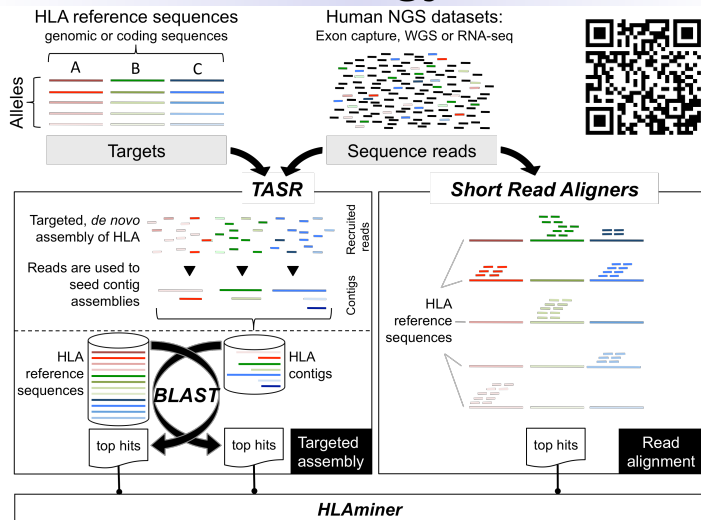 HLA reference sequences
genomic or coding sequences
Human NGS datasets:
Exon capture, WGS or RNA-seq
A B C
Alleles
Targets
Sequence reads
TASR
Short Read Aligners
Targeted, de novo
assembly of HLA
Recruited
reads
Reads are used to
seed contig
assemblies
Contigs
HLA
reference
sequences
BLAST
HLA
contigs
top hits
top hits
Targeted
assembly
HLA
reference
sequences
top hits
Read
alignment
HLAminer